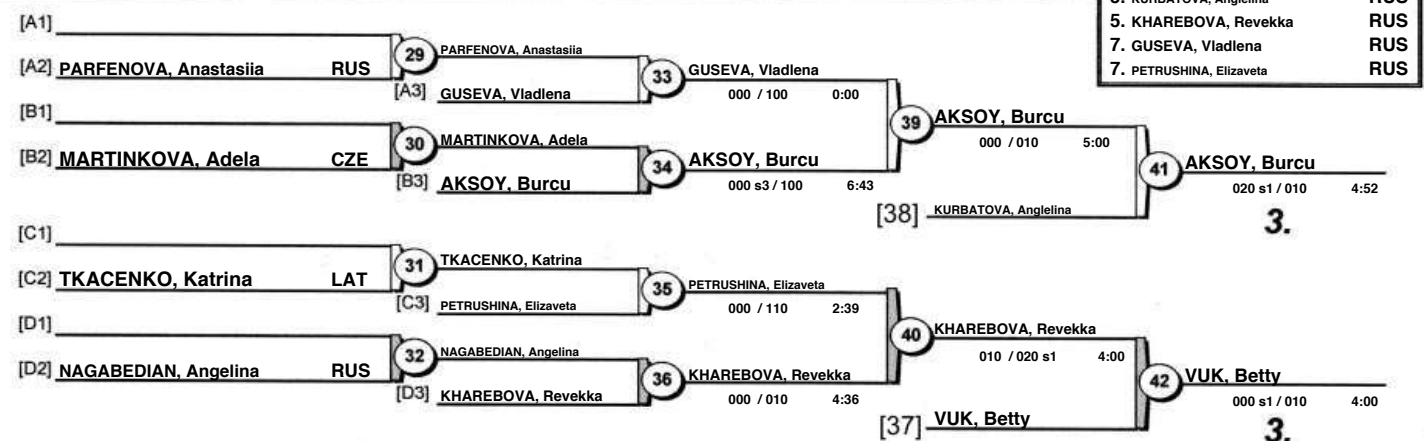 3. KURBATOVA, Anglelina RUS
5. KHAREBOVA, Revekka RUS
7. GUSEVA, Vladlena RUS
7. PETRUSHINA, Elizaveta RUS
[A1]
[A2] PARFENOVA, Anastasiia RUS
29
PARFENOVA, Anastasiia
[A3] GUSEVA, Vladlena
33
GUSEVA, Vladlena
000 / 100 0:00
[B1]
[B2] MARTINKOVA, Adela CZE
30
MARTINKOVA, Adela
[B3] AKSOY, Burcu
34
AKSOY, Burcu
000 s3 / 100 6:43
39
AKSOY, Burcu
000 / 010 5:00
[38] KURBATOVA, Anglelina
41
AKSOY, Burcu
020 s1 / 010 4:52
3.
[C1]
[C2] TKACENKO, Katrina LAT
31
TKACENKO, Katrina
[C3] PETRUSHINA, Elizaveta
35
PETRUSHINA, Elizaveta
000 / 110 2:39
[D1]
[D2] NAGABEDIAN, Angelina RUS
32
NAGABEDIAN, Angelina
[D3] KHAREBOVA, Revekka
36
KHAREBOVA, Revekka
000 / 010 4:36
40
KHAREBOVA, Revekka
010 / 020 s1 4:00
[37] VUK, Betty
42
VUK, Betty
000 s1 / 010 4:00
3.